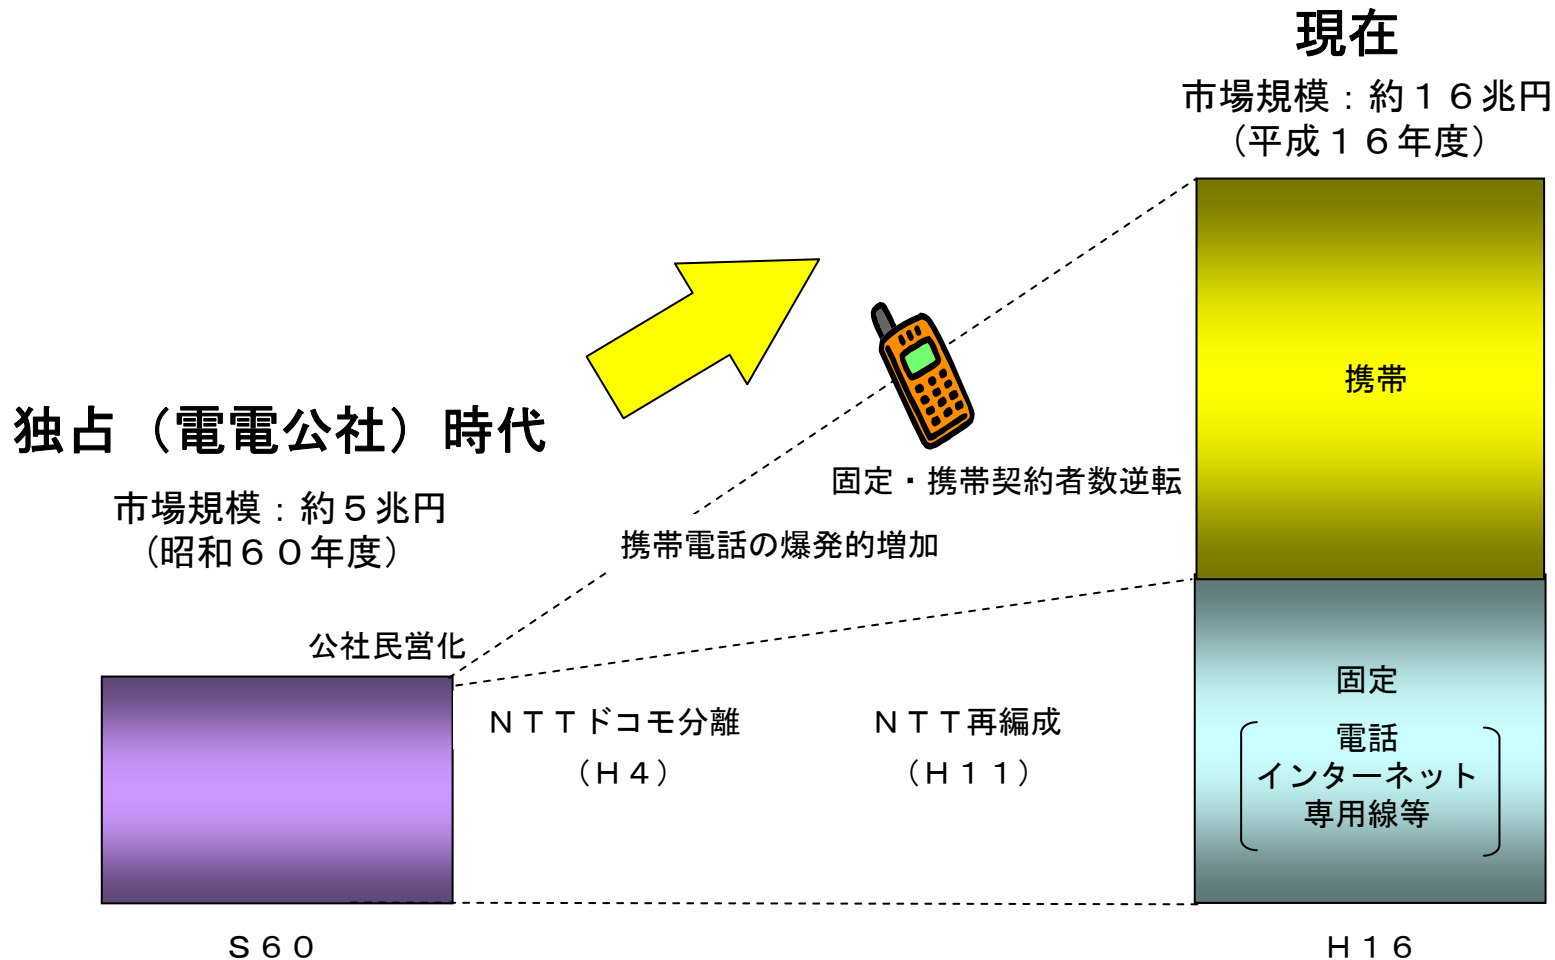 現在
市場規模：約１６兆円
（平成１６年度）
携帯
独占（電電公社）時代
市場規模：約５兆円
（昭和６０年度）
固定・携帯契約者数逆転
携帯電話の爆発的増加
公社民営化
ＮＴＴドコモ分離
（Ｈ４）
ＮＴＴ再編成
（Ｈ１１）
固定
電話
インターネット
専用線等
Ｓ６０
Ｈ１６